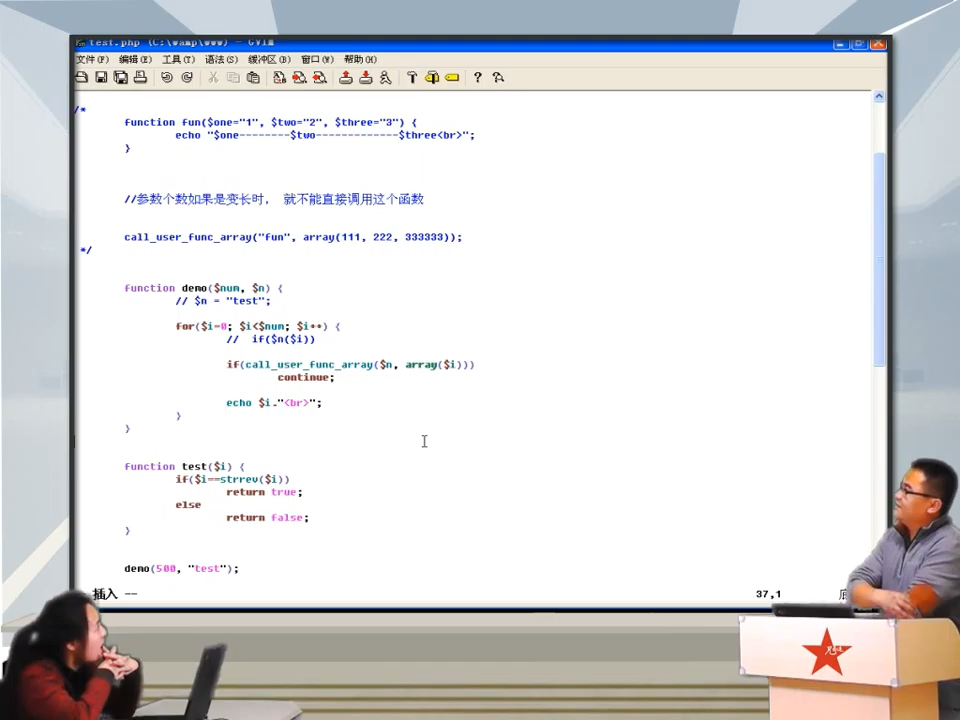 test.php (C:\wamp\www) - GVIM
文件(F) 编辑(E) 工具(T) 语法(S) 缓冲区(B) 窗口(W) 帮助(H)
/*
function fun($one="1", $two="2", $three="3") {
echo "$one--------$two-------------$three<br>";
}
//参数个数如果是变长时， 就不能直接调用这个函数
call_user_func_array("fun", array(111, 222, 333333));
*/
function demo($num, $n) {
// $n = "test";
for($i=0; $i<$num; $i++) {
// if($n($i))
if(call_user_func_array($n, array($i)))
continue;
echo $i."<br>";
}
}
function test($i) {
if($i==strrev($i))
return true;
else
return false;
}
demo(500, "test");
插入 --
37,1